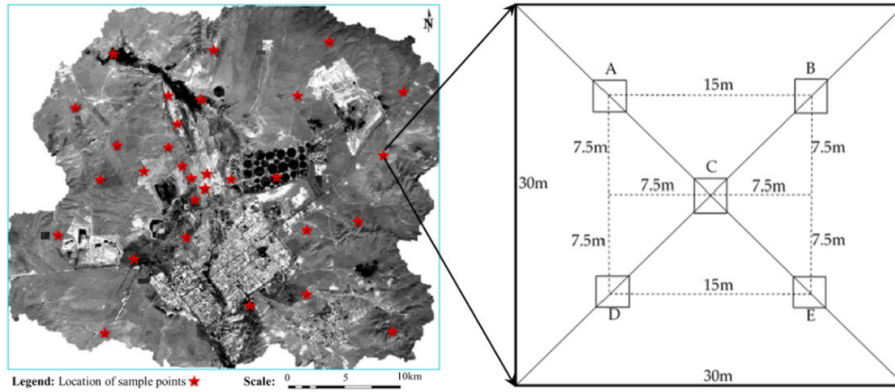 N
A
B
15m
7.5m
7.5m
C
30m
7.5m
7.5m
7.5m
7.5m
15m
D
E
30m
Legend: Location of sample points
Scale: 0 5 10km